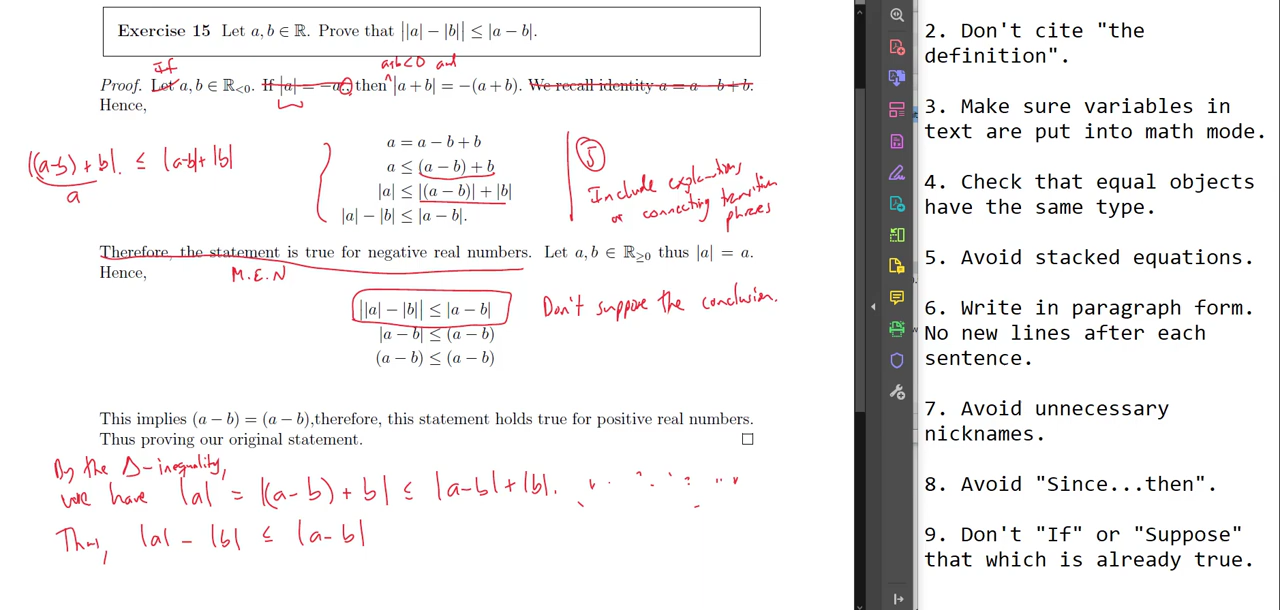 Exercise 15 Let a, b ∈ ℝ. Prove that ||a| − |b|| ≤ |a − b|.
If
a+b<0 and
Proof. Let a, b ∈ ℝ<0. If |a| = −a., then |a + b| = −(a + b). We recall identity a = a − b + b.
Hence,
a = a − b + b
a ≤ (a − b) + b
|a| ≤ |(a − b)| + |b|
|a| − |b| ≤ |a − b|.
|(a−b) + b|. ≤ |a−b| + |b|
a
5
Include explanations
or connecting transition
phrases
Therefore, the statement is true for negative real numbers. Let a, b ∈ ℝ≥0 thus |a| = a.
Hence,
M.E.N
||a| − |b|| ≤ |a − b|
|a − b| ≤ (a − b)
(a − b) ≤ (a − b)
Don't suppose the conclusion.
This implies (a − b) = (a − b),therefore, this statement holds true for positive real numbers.
Thus proving our original statement. □
By the Δ-inequality,
we have |a| = |(a − b) + b| ≤ |a−b| + |b|.
Thus, |a| − |b| ≤ |a − b|
2. Don't cite "the
definition".
3. Make sure variables in
text are put into math mode.
4. Check that equal objects
have the same type.
5. Avoid stacked equations.
6. Write in paragraph form.
No new lines after each
sentence.
7. Avoid unnecessary
nicknames.
8. Avoid "Since...then".
9. Don't "If" or "Suppose"
that which is already true.